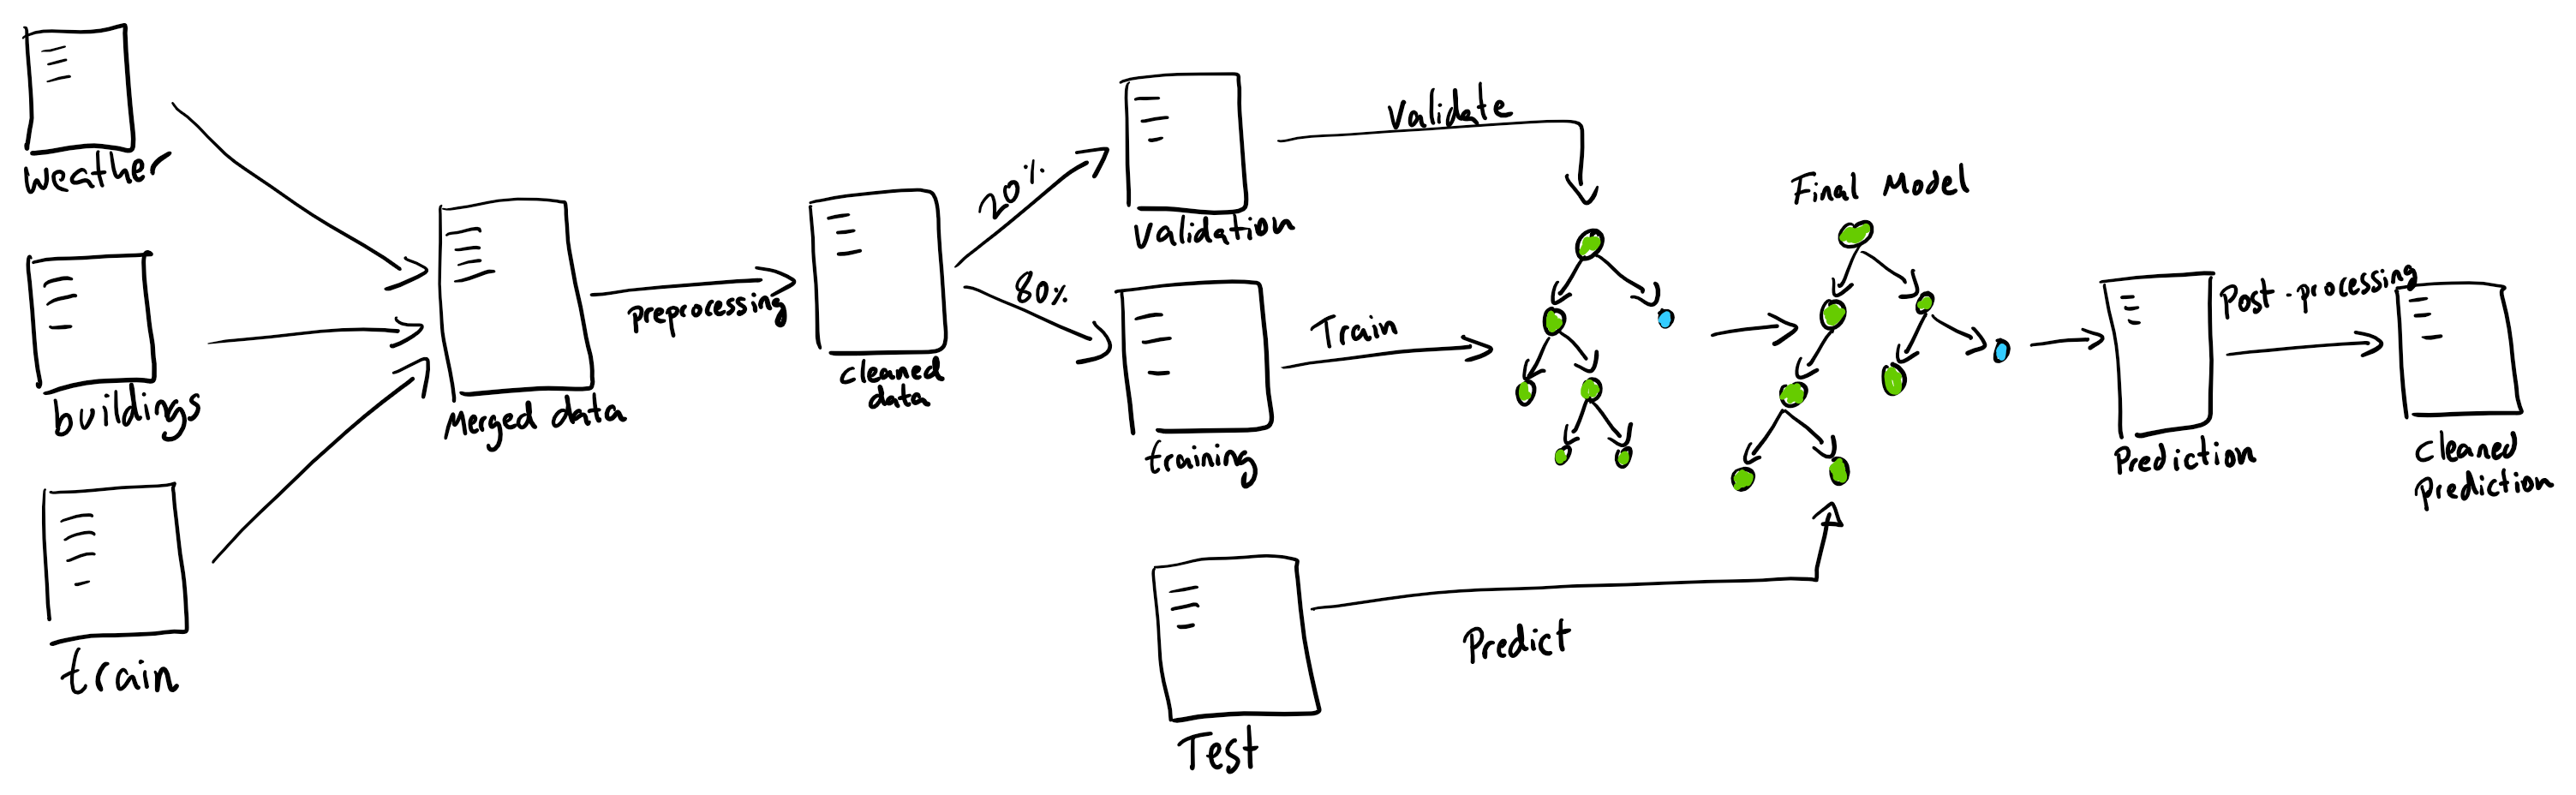 weather
buildings
train
Merged data
preprocessing
cleaned
data
20%
80%
Validation
training
Validate
Train
Test
Predict
Final Model
Prediction
Post-processing
Cleaned
prediction